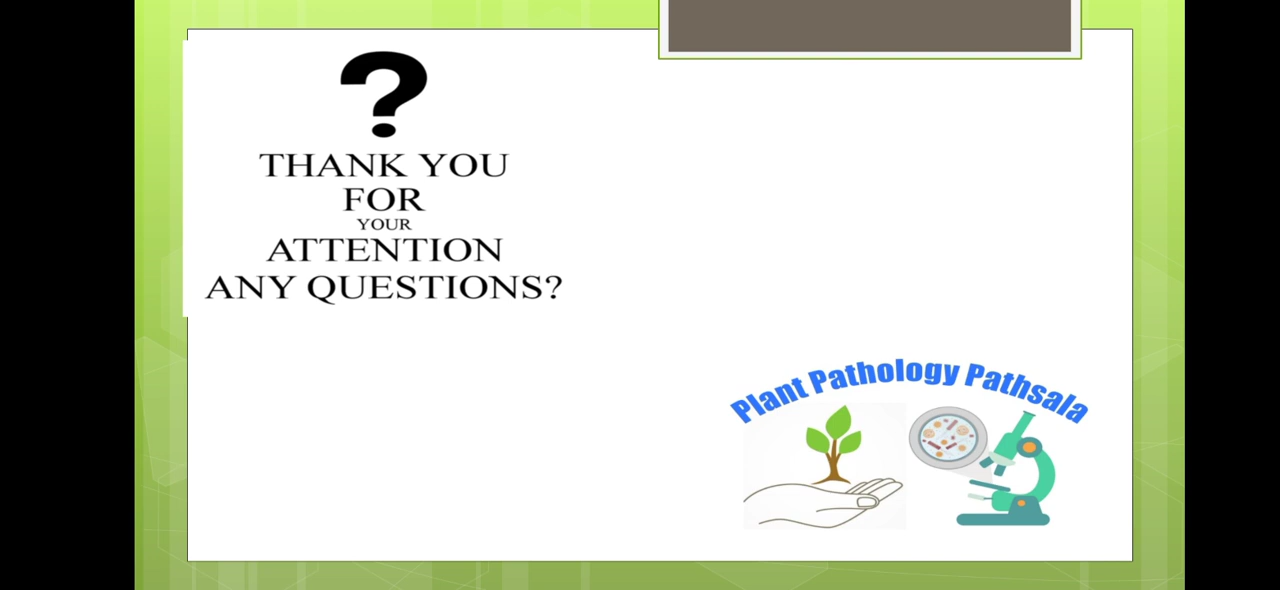 ?
THANK YOU
FOR
YOUR
ATTENTION
ANY QUESTIONS?
Plant Pathology Pathsala